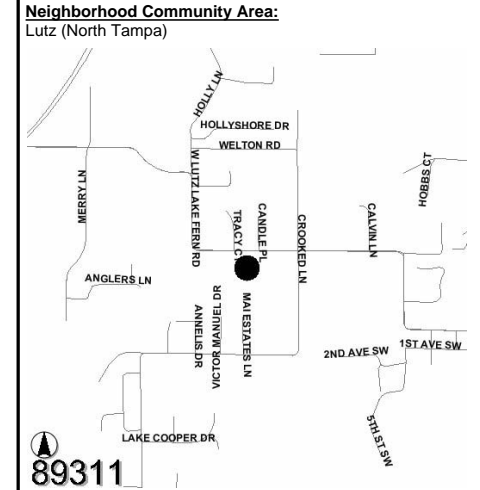 Neighborhood Community Area:
Lutz (North Tampa)
HOLLY LN
HOLLYSHORE DR
WELTON RD
MERRY LN
W LUTZ LAKE FERN RD
HOBBS CT
TRACY CT
CANDLE PL
CROOKED LN
CALVIN LN
ANGLERS LN
ANNELIS DR
VICTOR MANUEL DR
MAI ESTATES LN
2ND AVE SW
1ST AVE SW
LAKE COOPER DR
5TH ST SW
89311